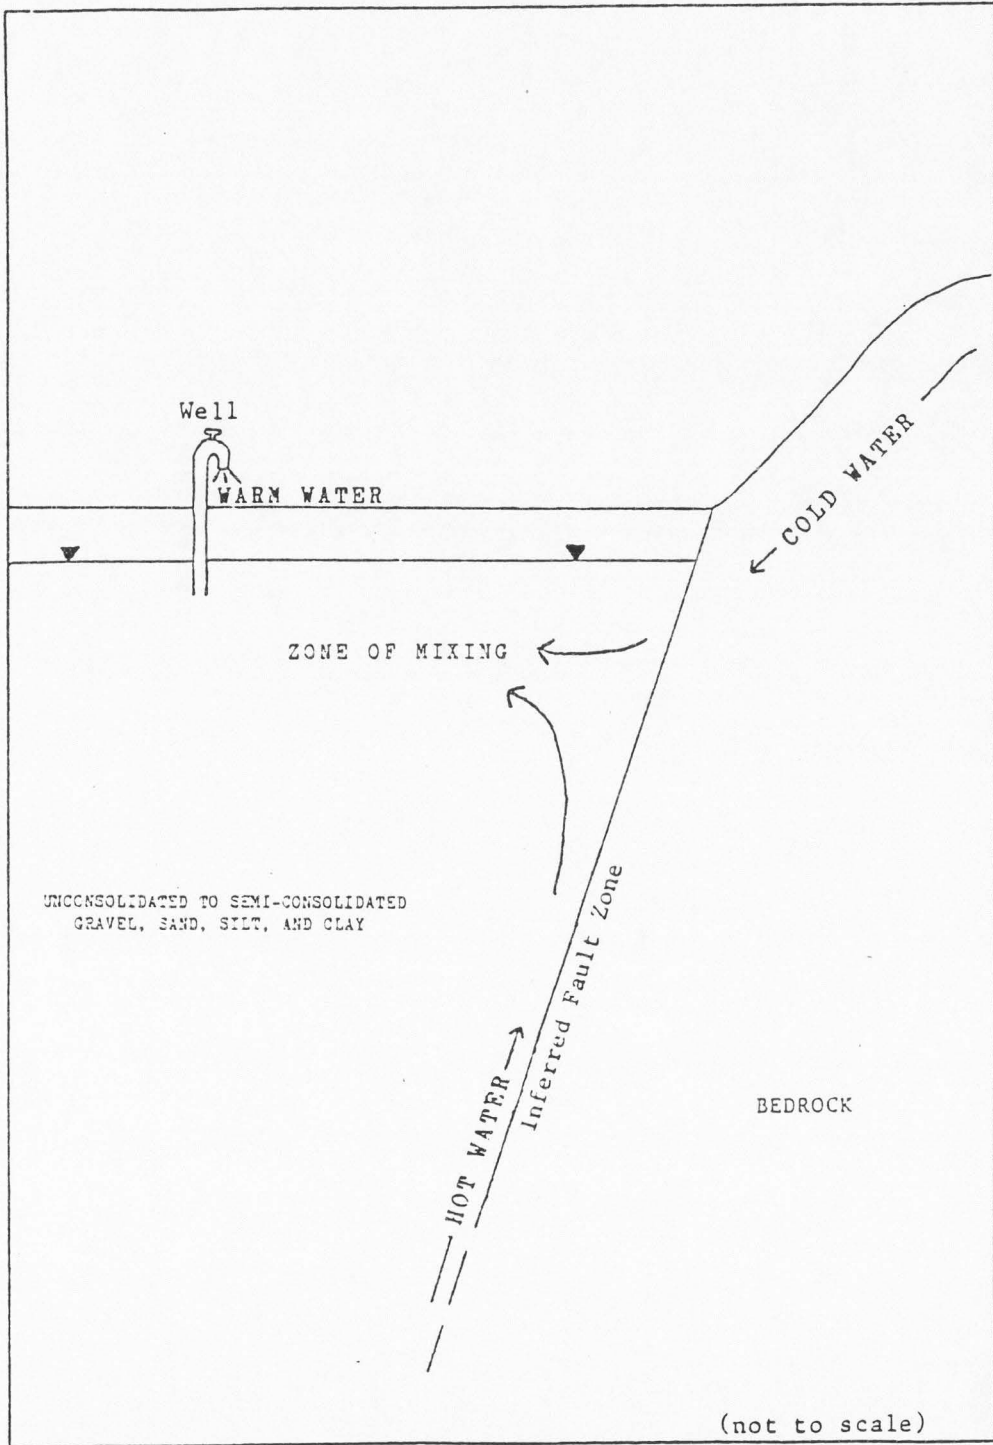 Well
WARM WATER
COLD WATER
ZONE OF MIXING
UNCONSOLIDATED TO SEMI-CONSOLIDATED
GRAVEL, SAND, SILT, AND CLAY
Inferred Fault Zone
HOT WATER
BEDROCK
(not to scale)